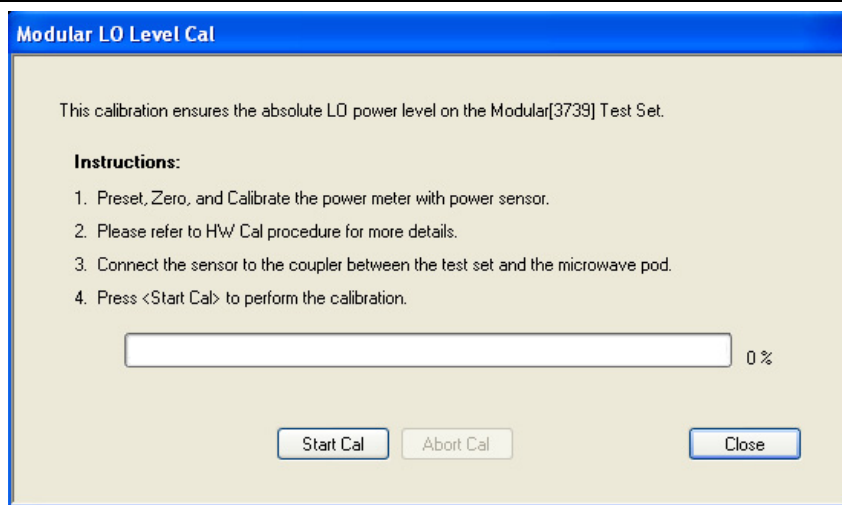 Modular LO Level Cal
This calibration ensures the absolute LO power level on the Modular[3739] Test Set.
Instructions:
1. Preset, Zero, and Calibrate the power meter with power sensor.
2. Please refer to HW Cal procedure for more details.
3. Connect the sensor to the coupler between the test set and the microwave pod.
4. Press <Start Cal> to perform the calibration.
0 %
Start Cal
Abort Cal
Close